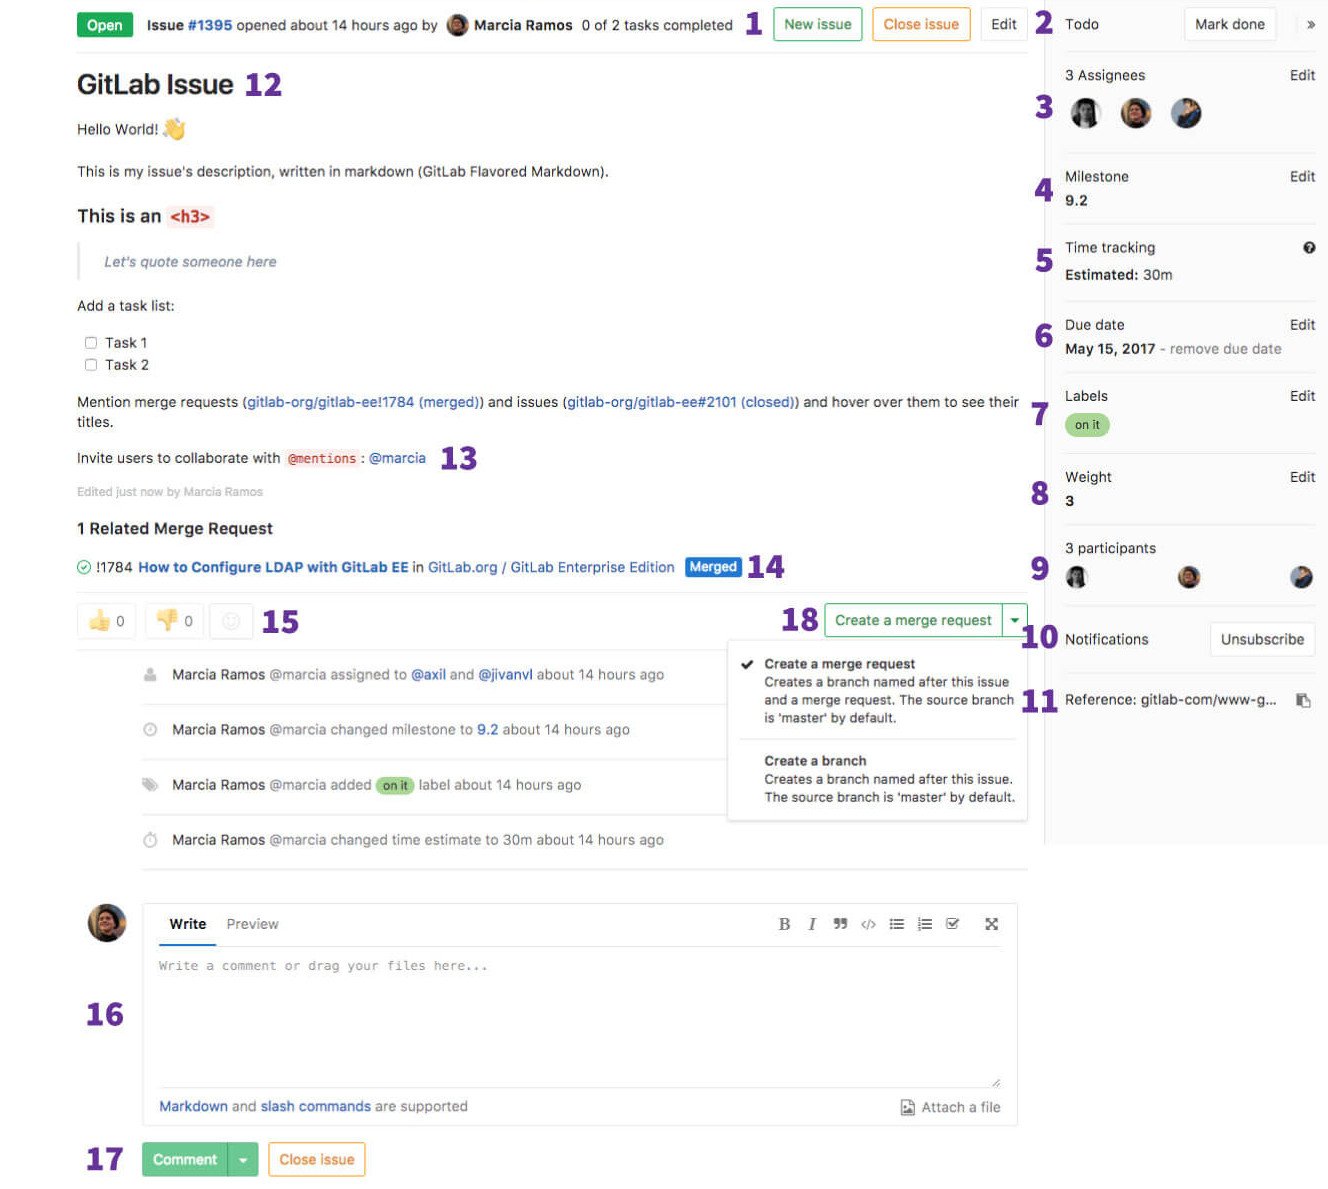 Open Issue #1395 opened about 14 hours ago by Marcia Ramos 0 of 2 tasks completed 1 New issue Close issue Edit
GitLab Issue 12
Hello World! 👋
This is my issue's description, written in markdown (GitLab Flavored Markdown).
This is an <h3>
Let's quote someone here
Add a task list:
Task 1
Task 2
Mention merge requests (gitlab-org/gitlab-ee!1784 (merged)) and issues (gitlab-org/gitlab-ee#2101 (closed)) and hover over them to see their
titles.
Invite users to collaborate with @mentions: @marcia 13
Edited just now by Marcia Ramos
1 Related Merge Request
!1784 How to Configure LDAP with GitLab EE in GitLab.org / GitLab Enterprise Edition Merged 14
👍 0 👎 0 15
18 Create a merge request
Create a merge request
Creates a branch named after this issue
and a merge request. The source branch
is 'master' by default.
Create a branch
Creates a branch named after this issue.
The source branch is 'master' by default.
Marcia Ramos @marcia assigned to @axil and @jivanvl about 14 hours ago
Marcia Ramos @marcia changed milestone to 9.2 about 14 hours ago
Marcia Ramos @marcia added on it label about 14 hours ago
Marcia Ramos @marcia changed time estimate to 30m about 14 hours ago
Write Preview B I
Write a comment or drag your files here...
16
Markdown and slash commands are supported Attach a file
17 Comment Close issue
2 Todo Mark done »
3 Assignees Edit
3
Milestone Edit
4
9.2
Time tracking
5
Estimated: 30m
Due date Edit
6
May 15, 2017 - remove due date
Labels Edit
7
on it
Weight Edit
8
3
3 participants
9
10 Notifications Unsubscribe
11 Reference: gitlab-com/www-g...